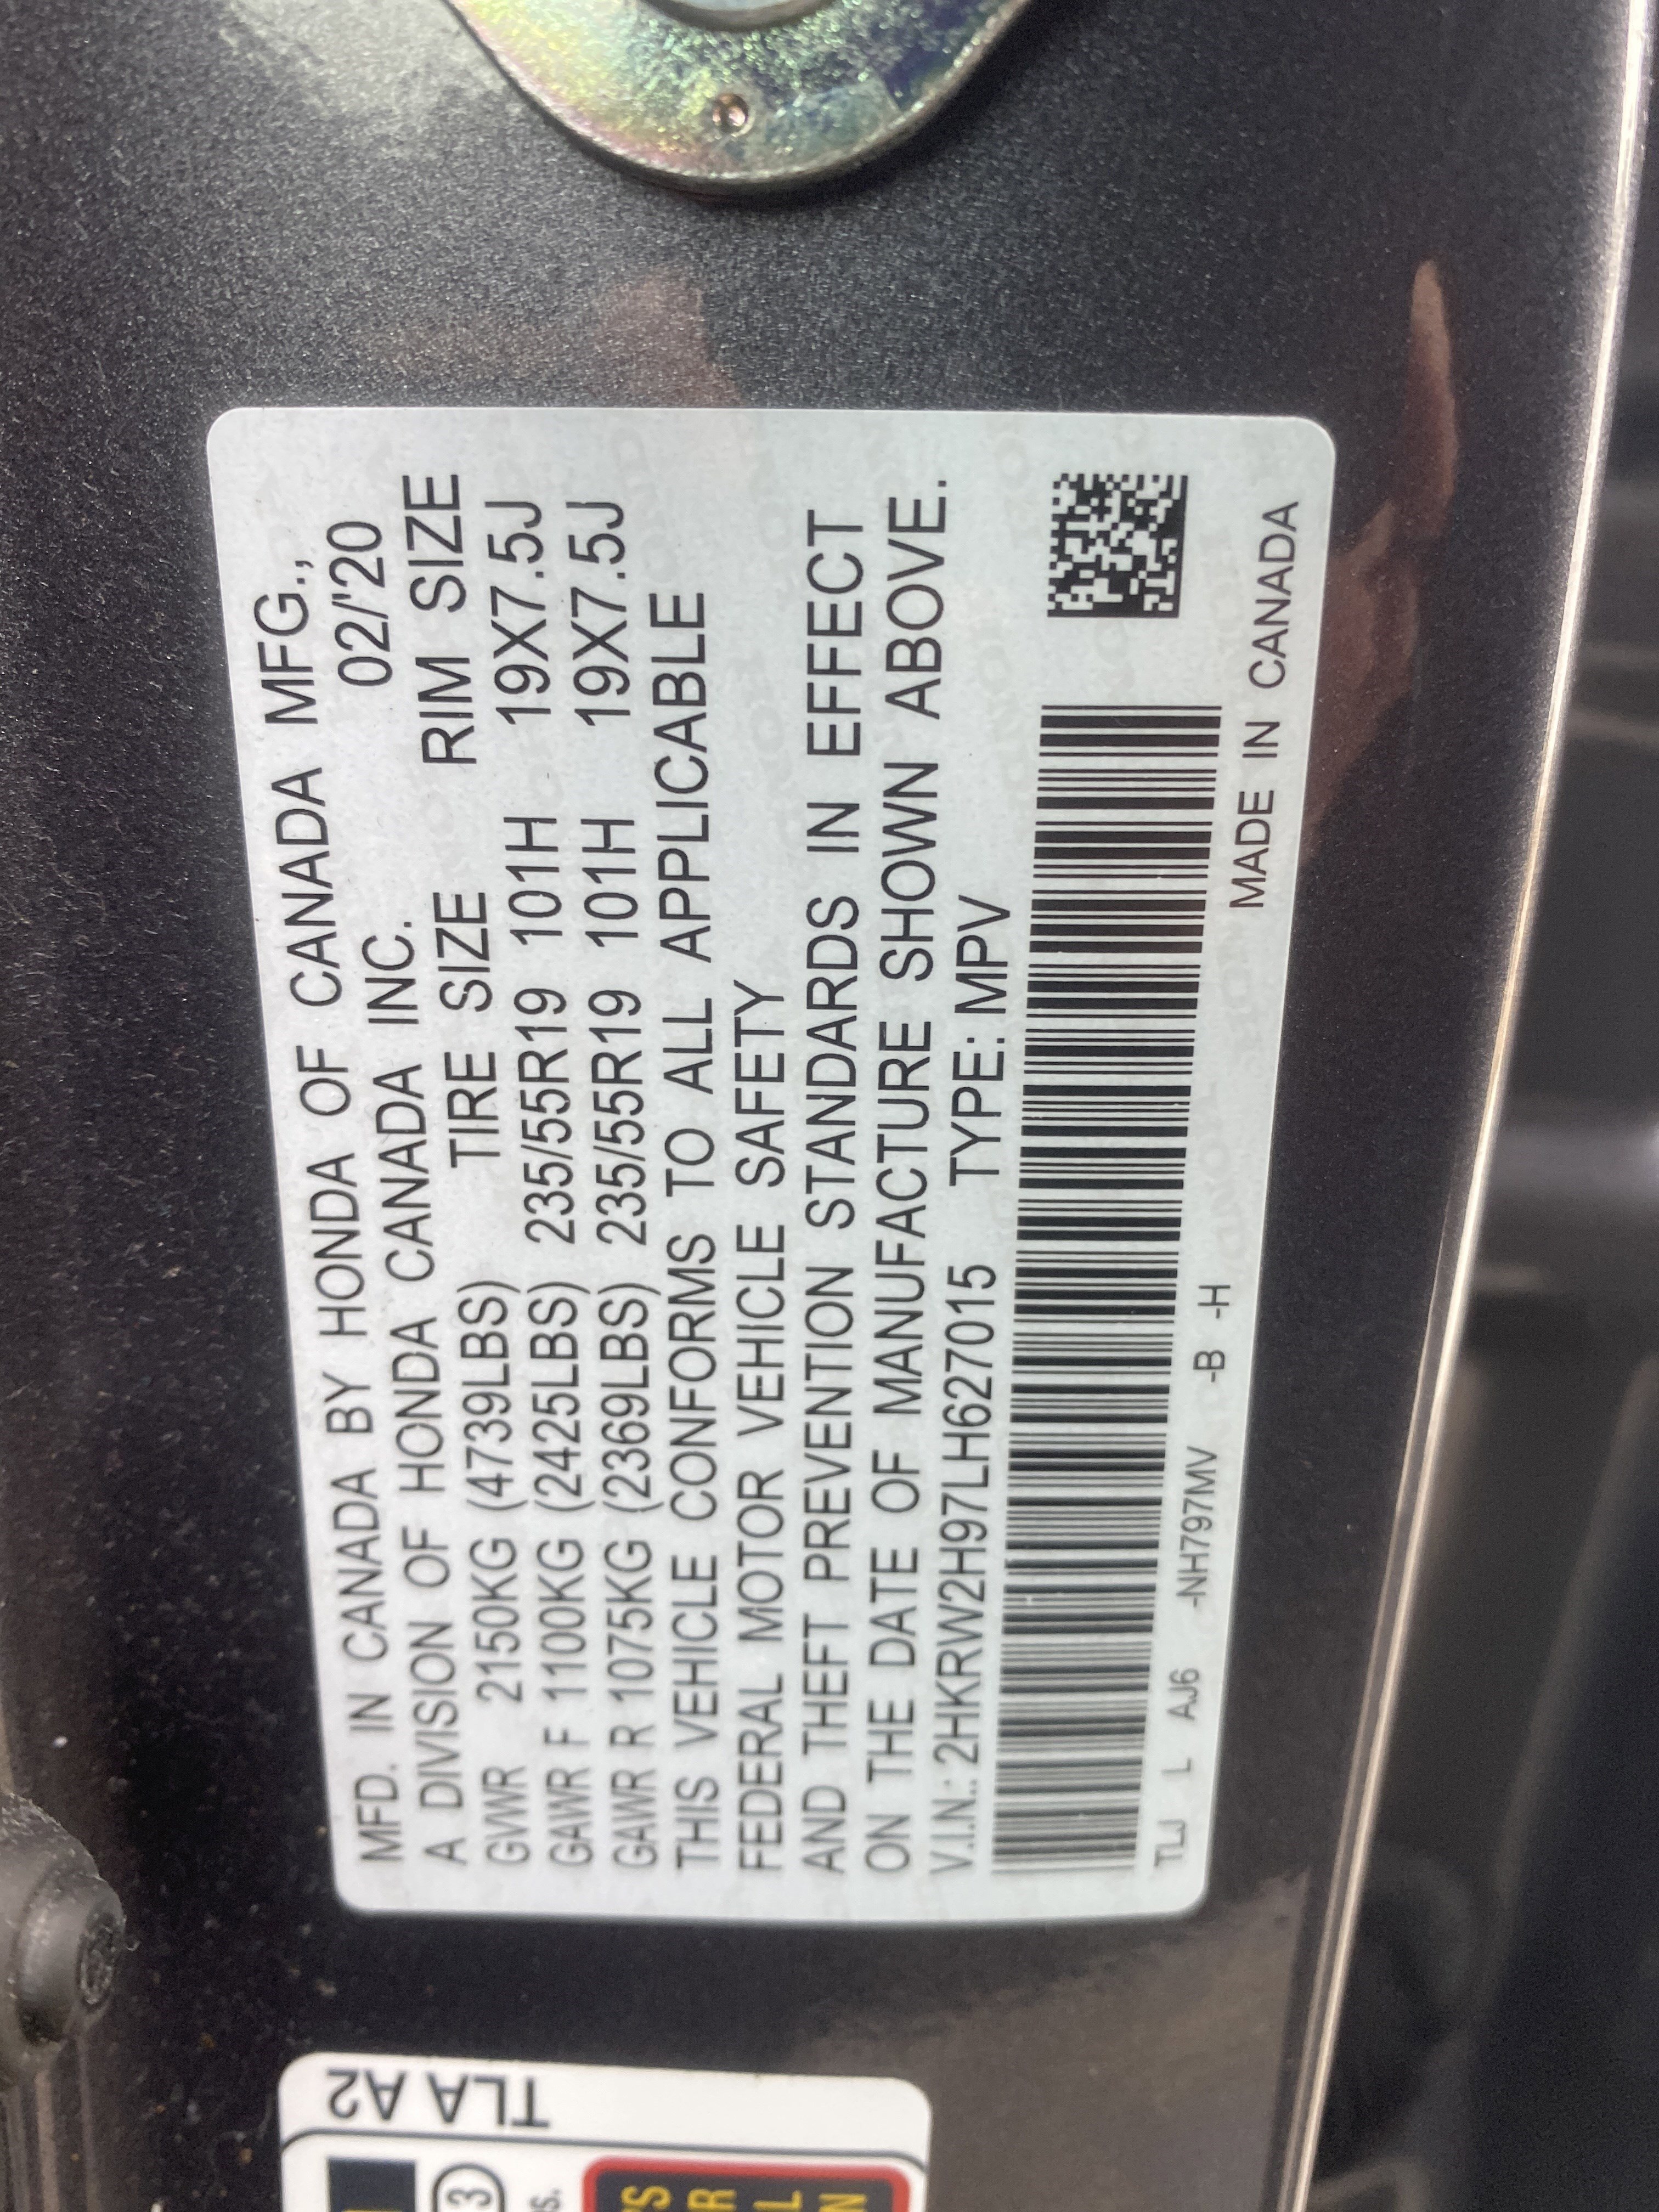 MFD. IN CANADA BY HONDA OF CANADA MFG.,
A DIVISION OF HONDA CANADA INC. 02/'20
TIRE SIZE RIM SIZE
GVWR 2150KG (4739LBS)
GAWR F 1100KG (2425LBS) 235/55R19 101H 19X7.5J
GAWR R 1075KG (2369LBS) 235/55R19 101H 19X7.5J
THIS VEHICLE CONFORMS TO ALL APPLICABLE
FEDERAL MOTOR VEHICLE SAFETY
AND THEFT PREVENTION STANDARDS IN EFFECT
ON THE DATE OF MANUFACTURE SHOWN ABOVE.
V.I.N.: 2HKRW2H97LH627015 TYPE: MPV
TLJ L AJ6 -NH797MV -B -H
MADE IN CANADA
TLA A2
3